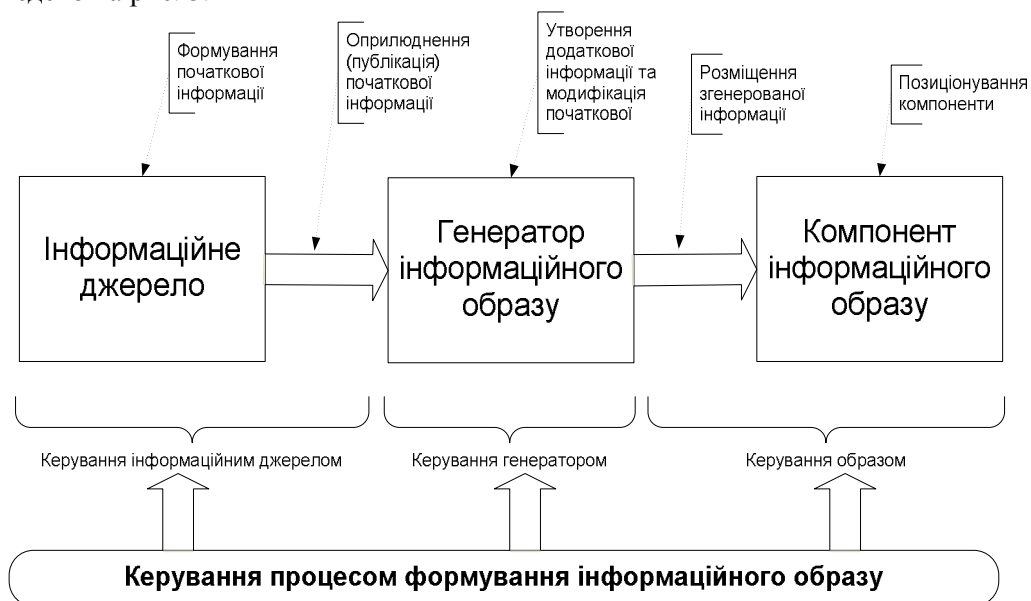 Формування
початкової
інформації
Оприлюднення
(публікація)
початкової
інформації
Утворення
додаткової
інформації та
модифікація
початкової
Розміщення
згенерованої
інформації
Позиціонування
компоненти
Інформаційне
джерело
Генератор
інформаційного
образу
Компонент
інформаційного
образу
Керування інформаційним джерелом
Керування генератором
Керування образом
Керування процесом формування інформаційного образу